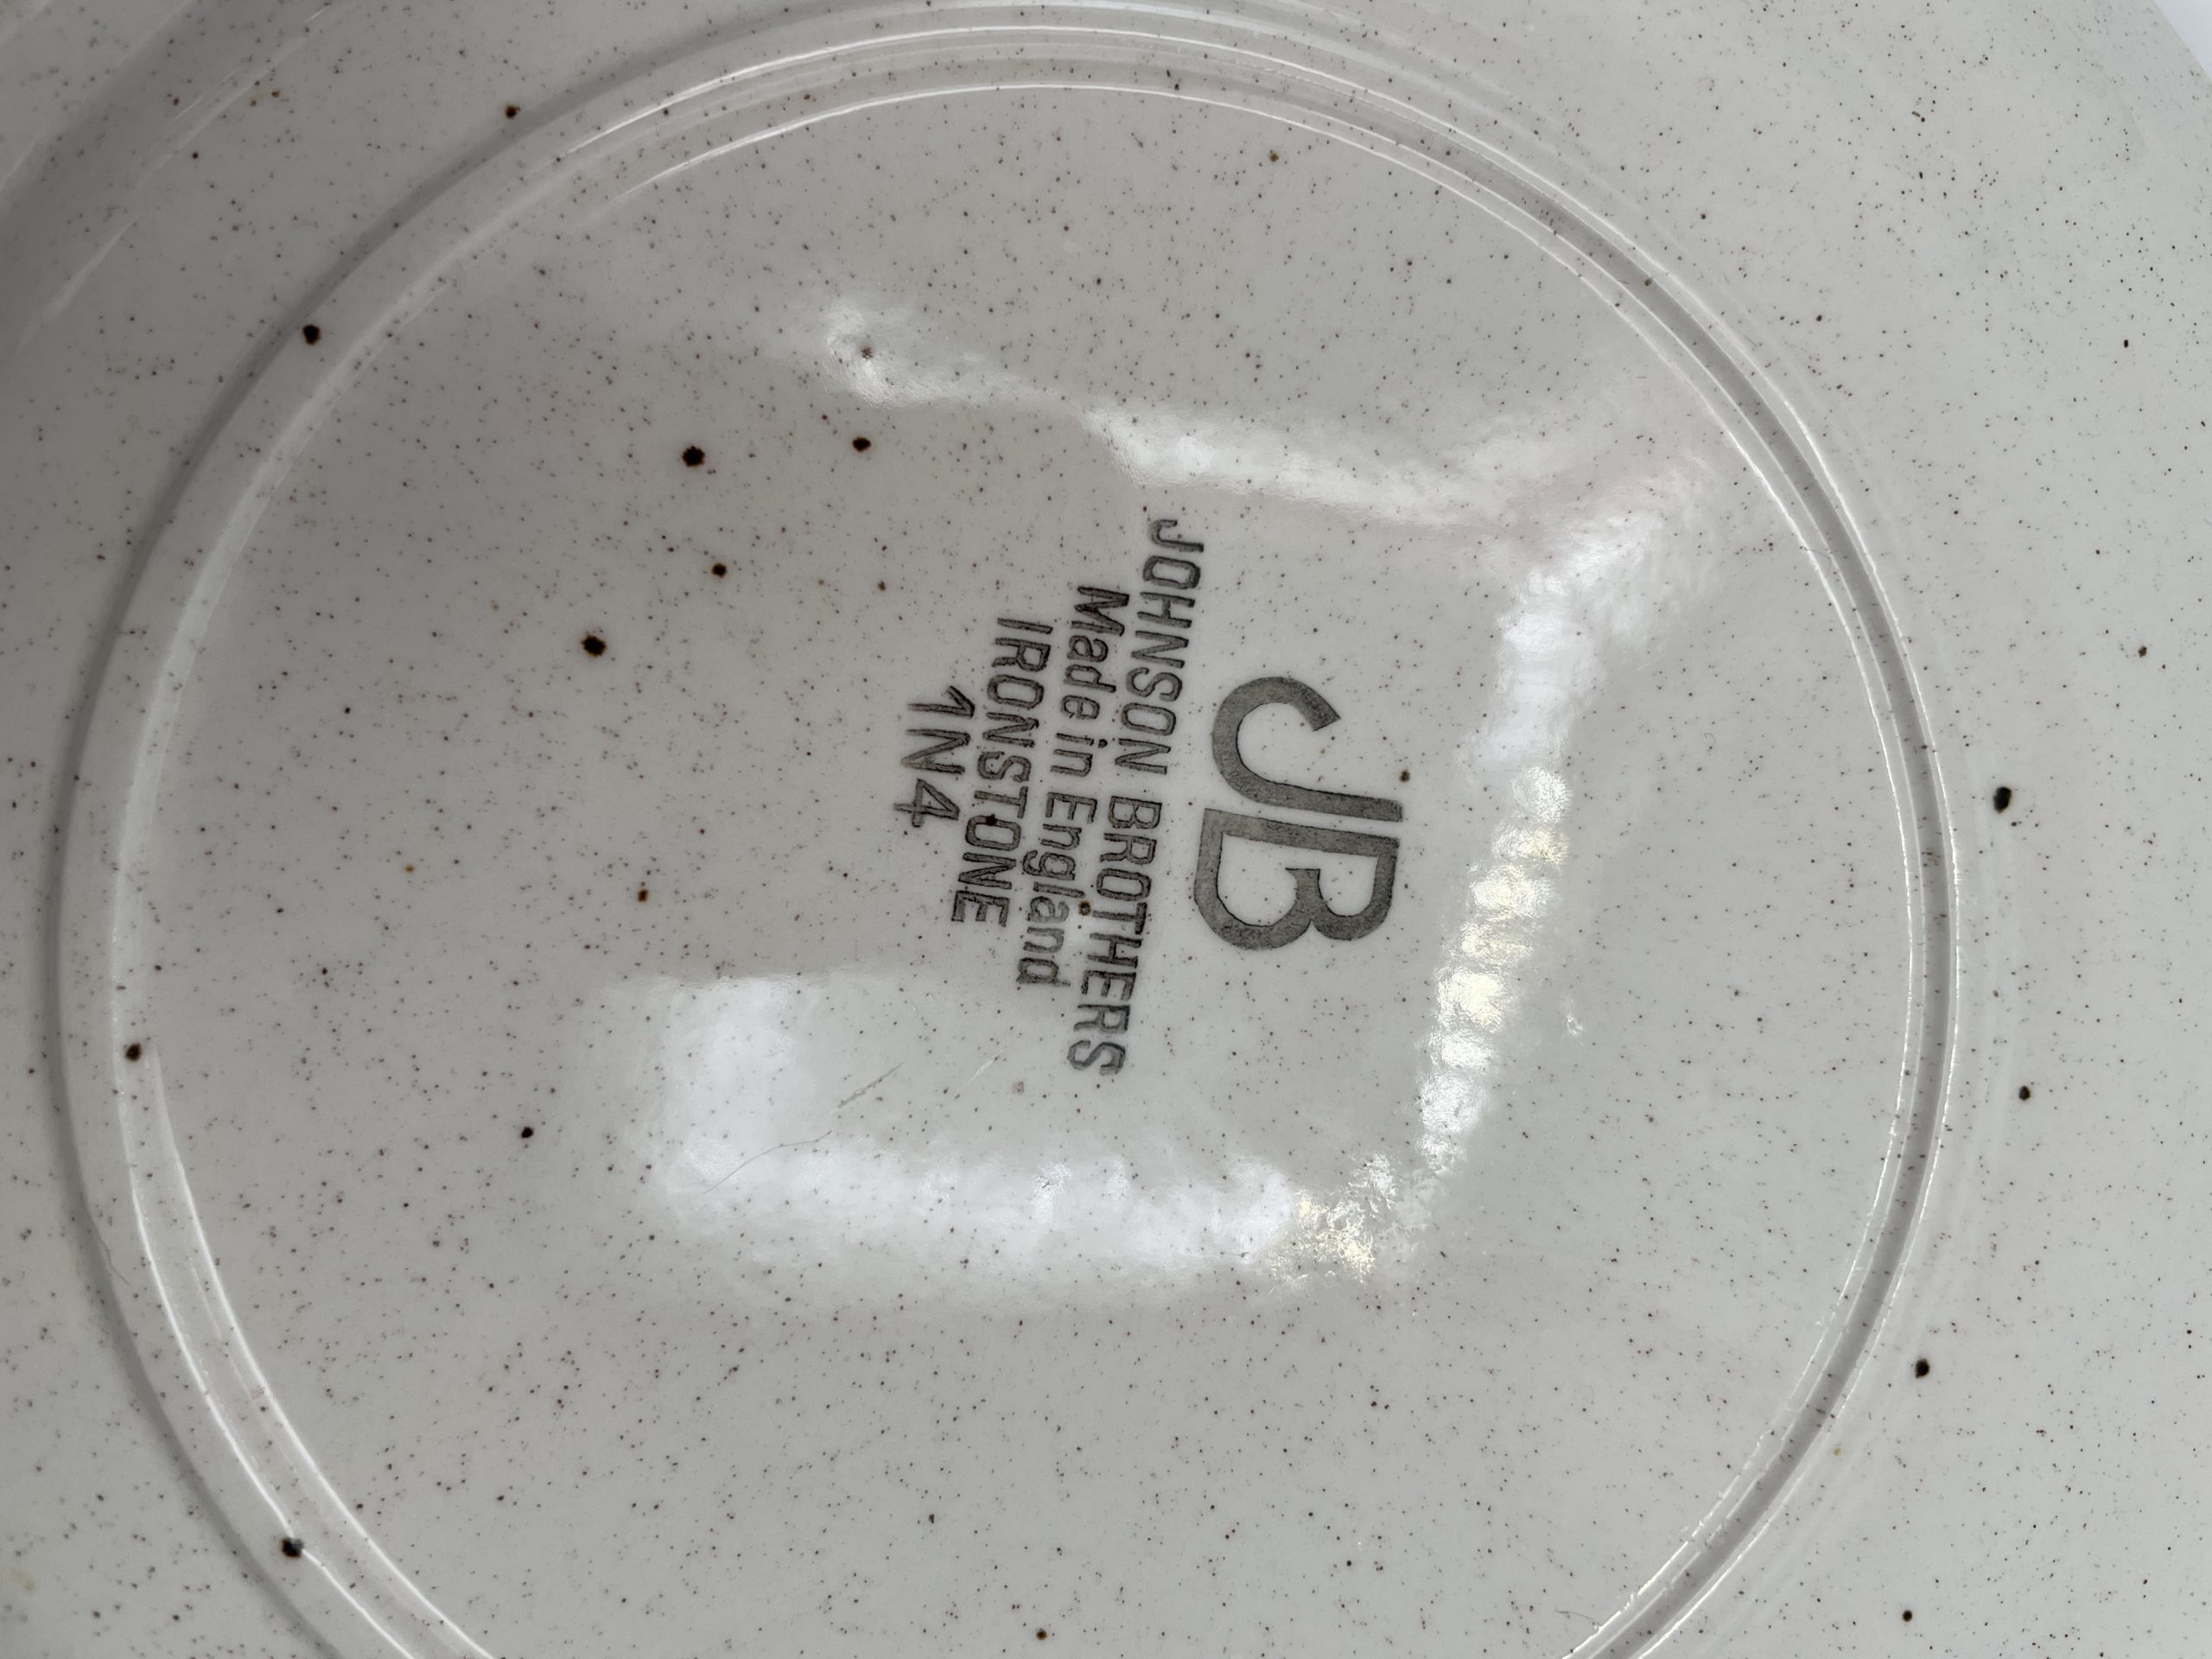 JB
JOHNSON BROTHERS
Made in England
IRONSTONE
1N4